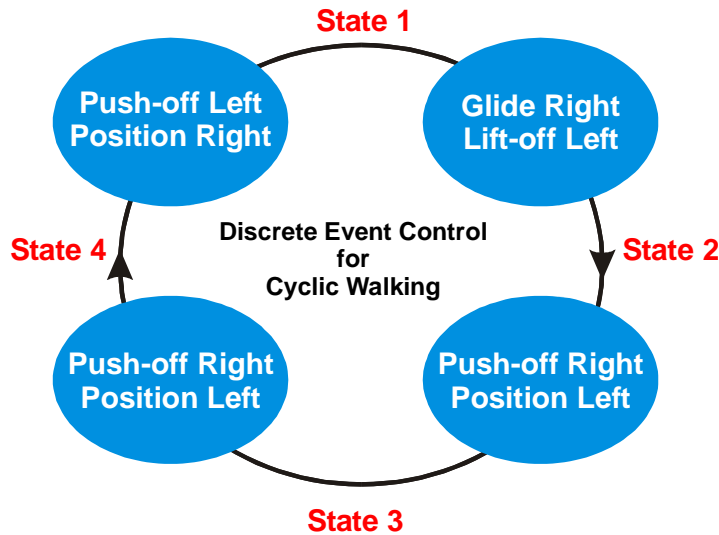 State 1
Push-off Left
Position Right
Glide Right
Lift-off Left
Discrete Event Control
for
Cyclic Walking
State 4
State 2
Push-off Right
Position Left
Push-off Right
Position Left
State 3